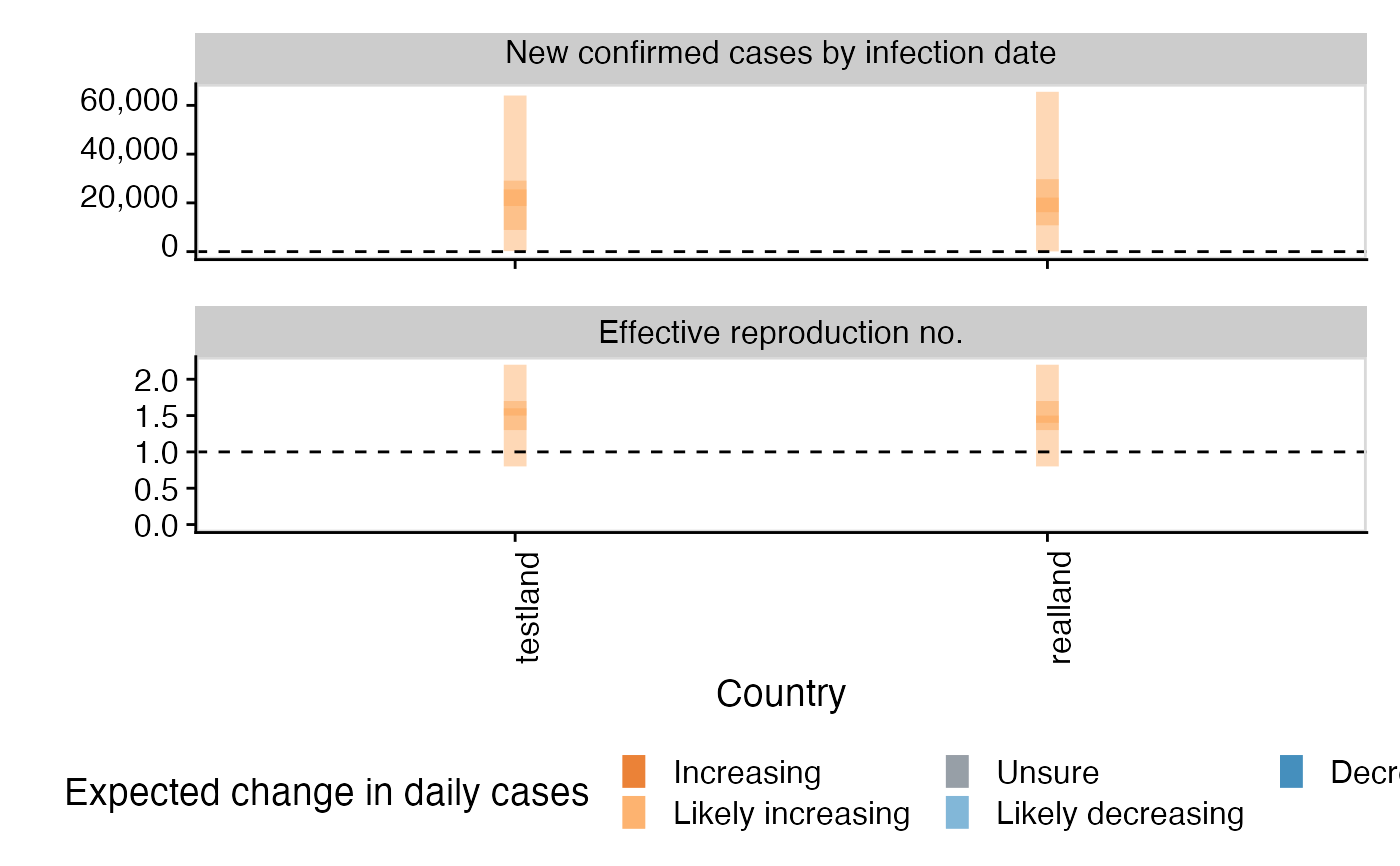 New confirmed cases by infection date
60,000
40,000
20,000
0
Effective reproduction no.
2.0
1.5
1.0
0.5
0.0
testland
realland
Country
Expected change in daily cases
Increasing
Unsure
Decr
Likely increasing
Likely decreasing